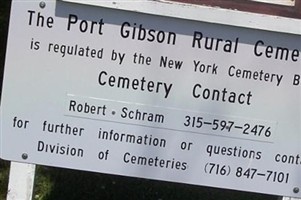 The Port Gibson Rural Ceme
is regulated by the New York Cemetery B
Cemetery Contact
Robert • Schram 315-597-2476
for further information or questions conta
Division of Cemeteries (716) 847-7101